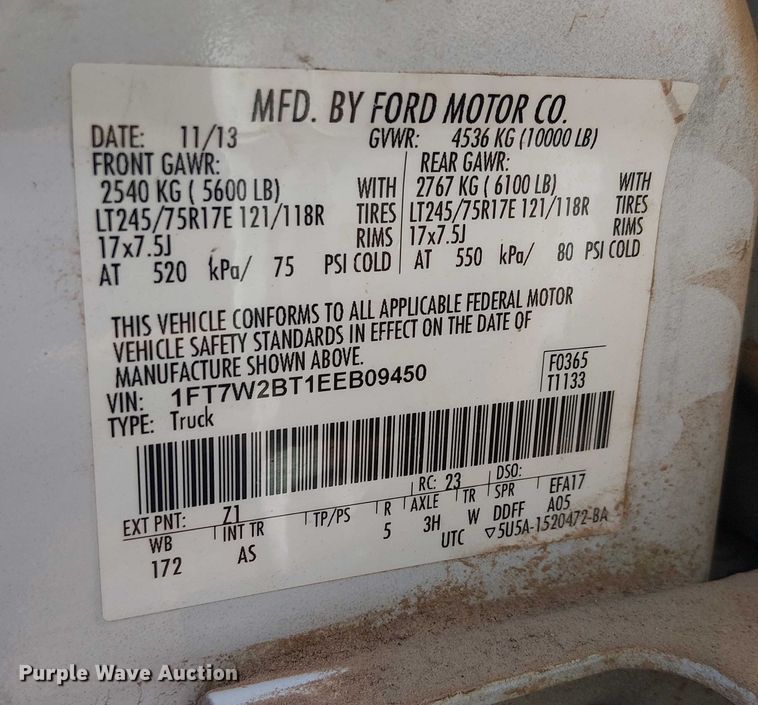 MFD. BY FORD MOTOR CO.
DATE: 11/13 GVWR: 4536 KG (10000 LB)
FRONT GAWR: REAR GAWR:
2540 KG ( 5600 LB) WITH 2767 KG ( 6100 LB) WITH
LT245/75R17E 121/118R TIRES LT245/75R17E 121/118R TIRES
17x7.5J RIMS 17x7.5J RIMS
AT 520 kPa/ 75 PSI COLD AT 550 kPa/ 80 PSI COLD
THIS VEHICLE CONFORMS TO ALL APPLICABLE FEDERAL MOTOR
VEHICLE SAFETY STANDARDS IN EFFECT ON THE DATE OF
MANUFACTURE SHOWN ABOVE.
VIN: 1FT7W2BT1EEB09450 F0365
TYPE: Truck T1133
EXT PNT: Z1 RC: 23 DSO:
WB INT TR TP/PS R AXLE TR SPR EFA17
172 AS 5 3H W DDFF A05
UTC ▽5U5A-1520472-BA
Purple Wave Auction